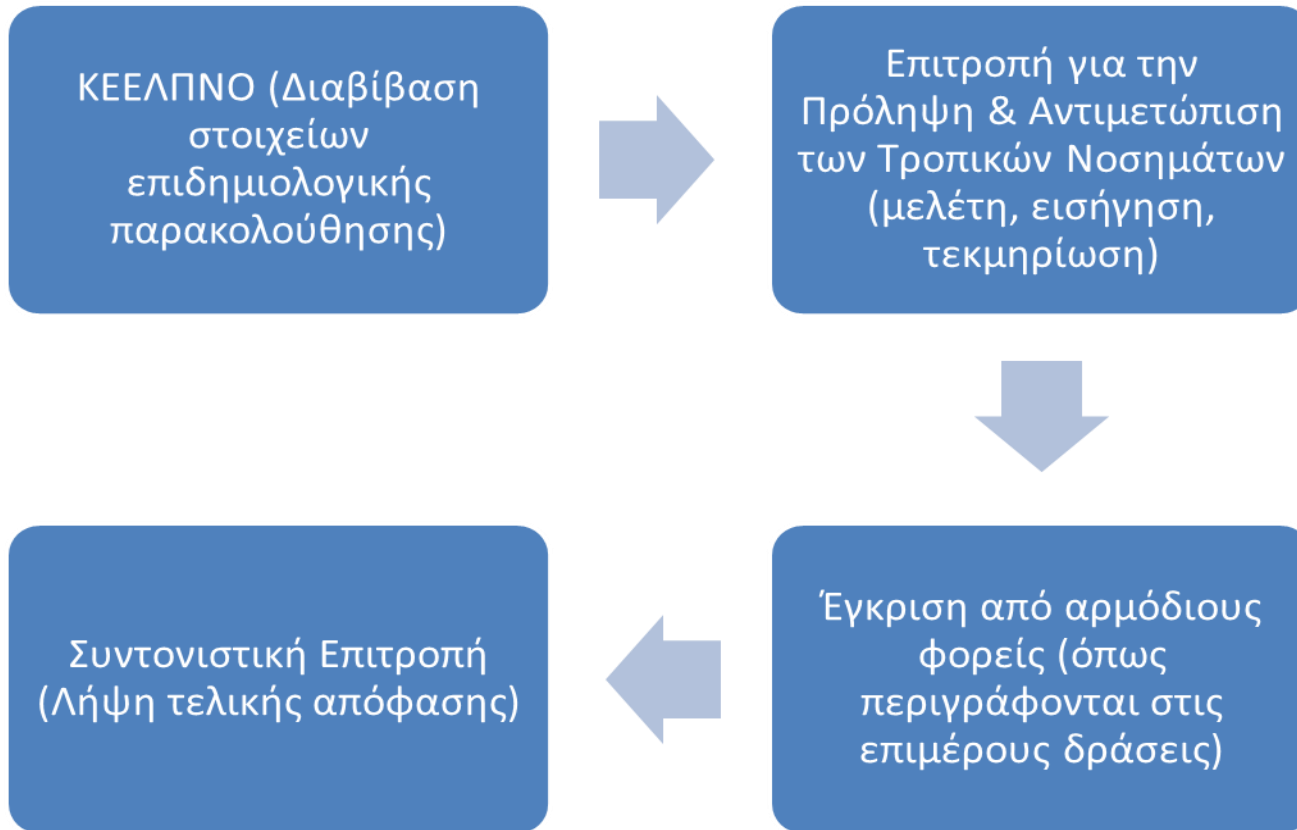 ΚΕΕΛΠΝΟ (Διαβίβαση
στοιχείων
επιδημιολογικής
παρακολούθησης)
Επιτροπή για την
Πρόληψη & Αντιμετώπιση
των Τροπικών Νοσημάτων
(μελέτη, εισήγηση,
τεκμηρίωση)
Έγκριση από αρμόδιους
φορείς (όπως
περιγράφονται στις
επιμέρους δράσεις)
Συντονιστική Επιτροπή
(Λήψη τελικής απόφασης)